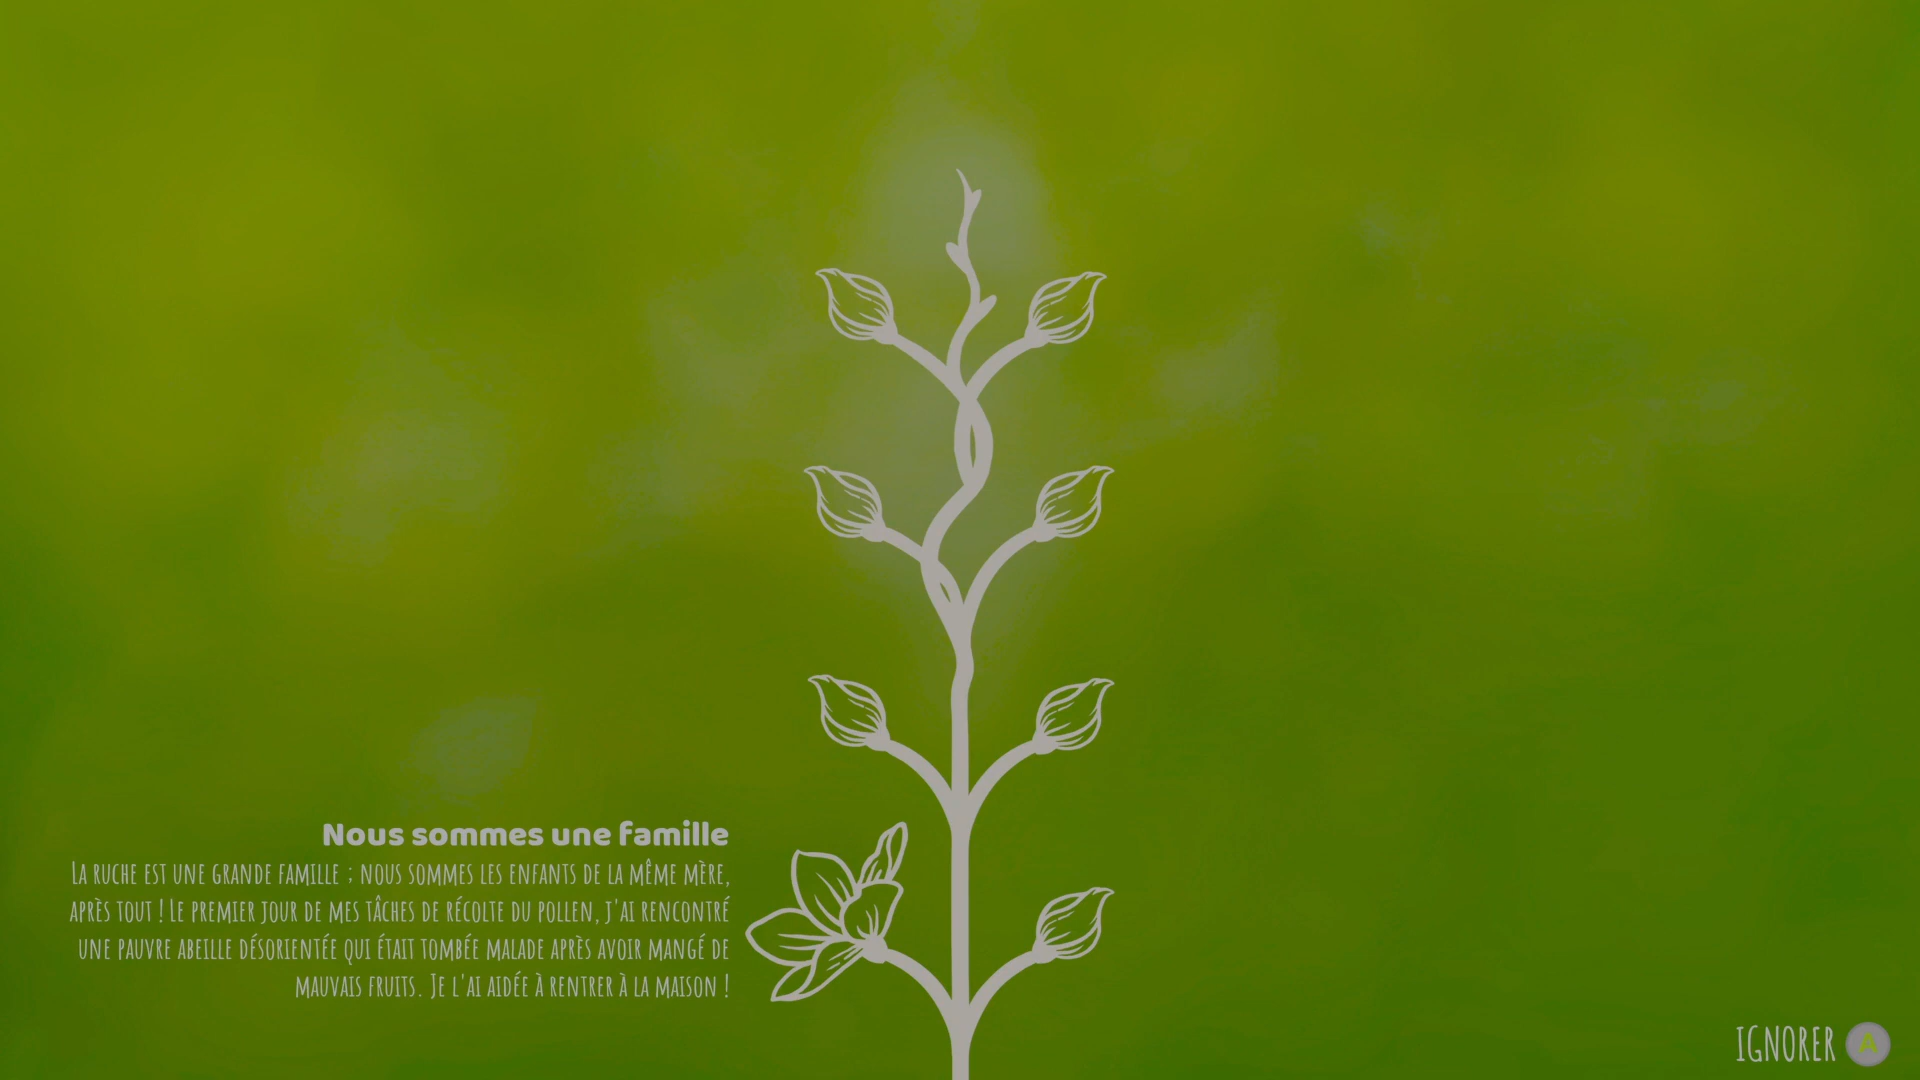 Nous sommes une famille
La ruche est une grande famille ; nous sommes les enfants de la même mère,
après tout ! Le premier jour de mes tâches de récolte du pollen, j'ai rencontré
une pauvre abeille désorientée qui était tombée malade après avoir mangé de
mauvais fruits. Je l'ai aidée à rentrer à la maison !
IGNORER A